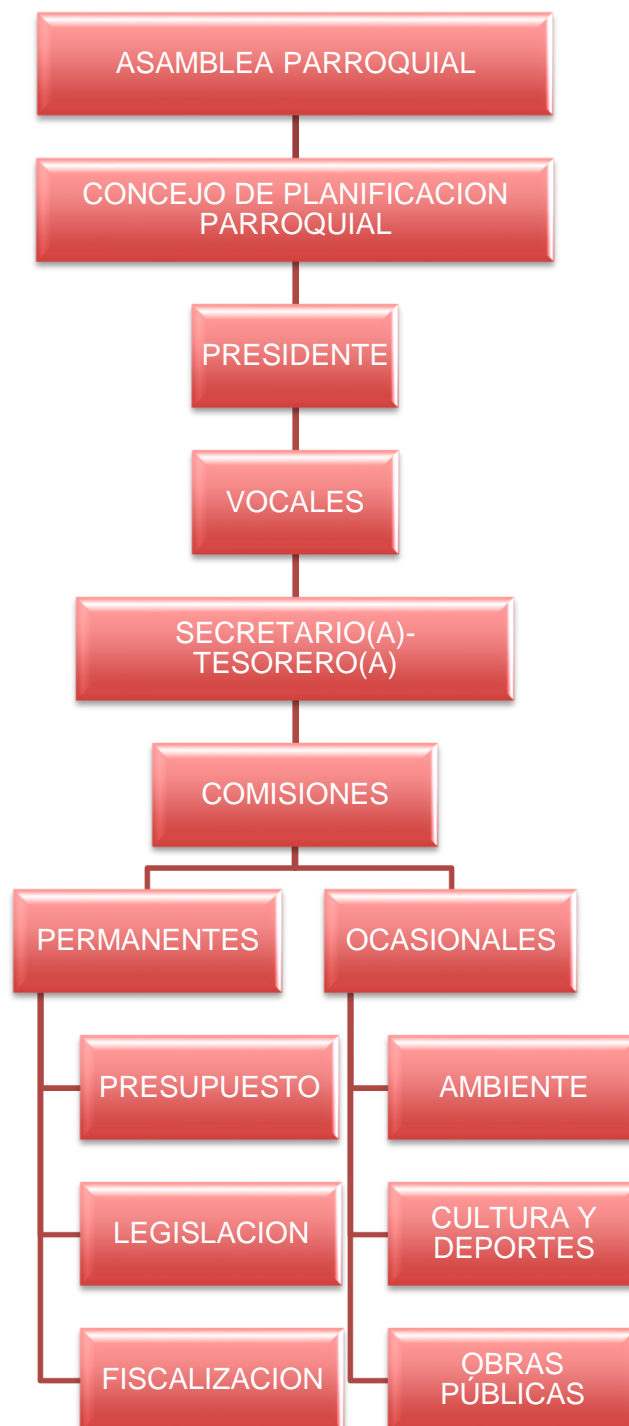 ASAMBLEA PARROQUIAL
CONCEJO DE PLANIFICACION
PARROQUIAL
PRESIDENTE
VOCALES
SECRETARIO(A)-
TESORERO(A)
COMISIONES
PERMANENTES
OCASIONALES
PRESUPUESTO
AMBIENTE
LEGISLACION
CULTURA Y
DEPORTES
FISCALIZACION
OBRAS
PÚBLICAS